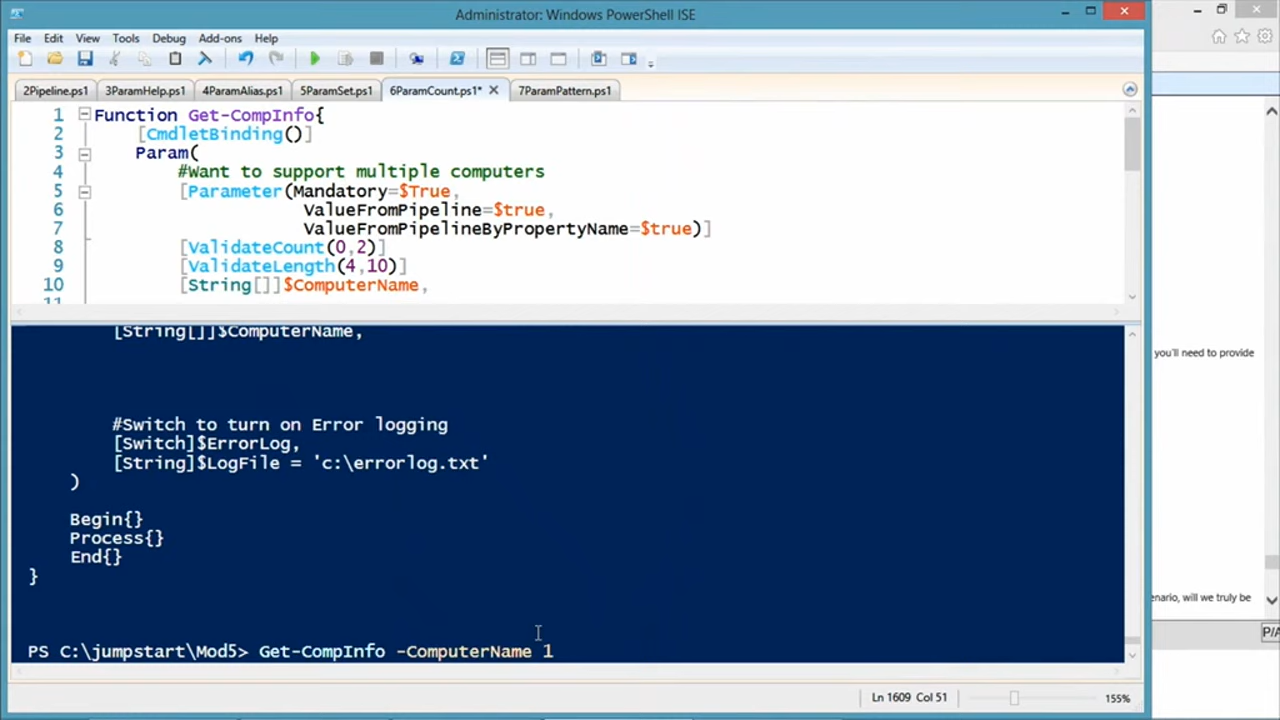 Administrator: Windows PowerShell ISE
File Edit View Tools Debug Add-ons Help
2Pipeline.ps1 3ParamHelp.ps1 4ParamAlias.ps1 5ParamSet.ps1 6ParamCount.ps1* 7ParamPattern.ps1
1 Function Get-CompInfo{
2 [CmdletBinding()]
3 Param(
4 #Want to support multiple computers
5 [Parameter(Mandatory=$True,
6 ValueFromPipeline=$true,
7 ValueFromPipelineByPropertyName=$true)]
8 [ValidateCount(0,2)]
9 [ValidateLength(4,10)]
10 [String[]]$ComputerName,
11
[String[]]$ComputerName,
#Switch to turn on Error logging
[Switch]$ErrorLog,
[String]$LogFile = 'c:\errorlog.txt'
)
Begin{}
Process{}
End{}
}
PS C:\jumpstart\Mod5> Get-CompInfo -ComputerName 1
Ln 1609 Col 51 155%
you'll need to provide
enario, will we truly be
P/A